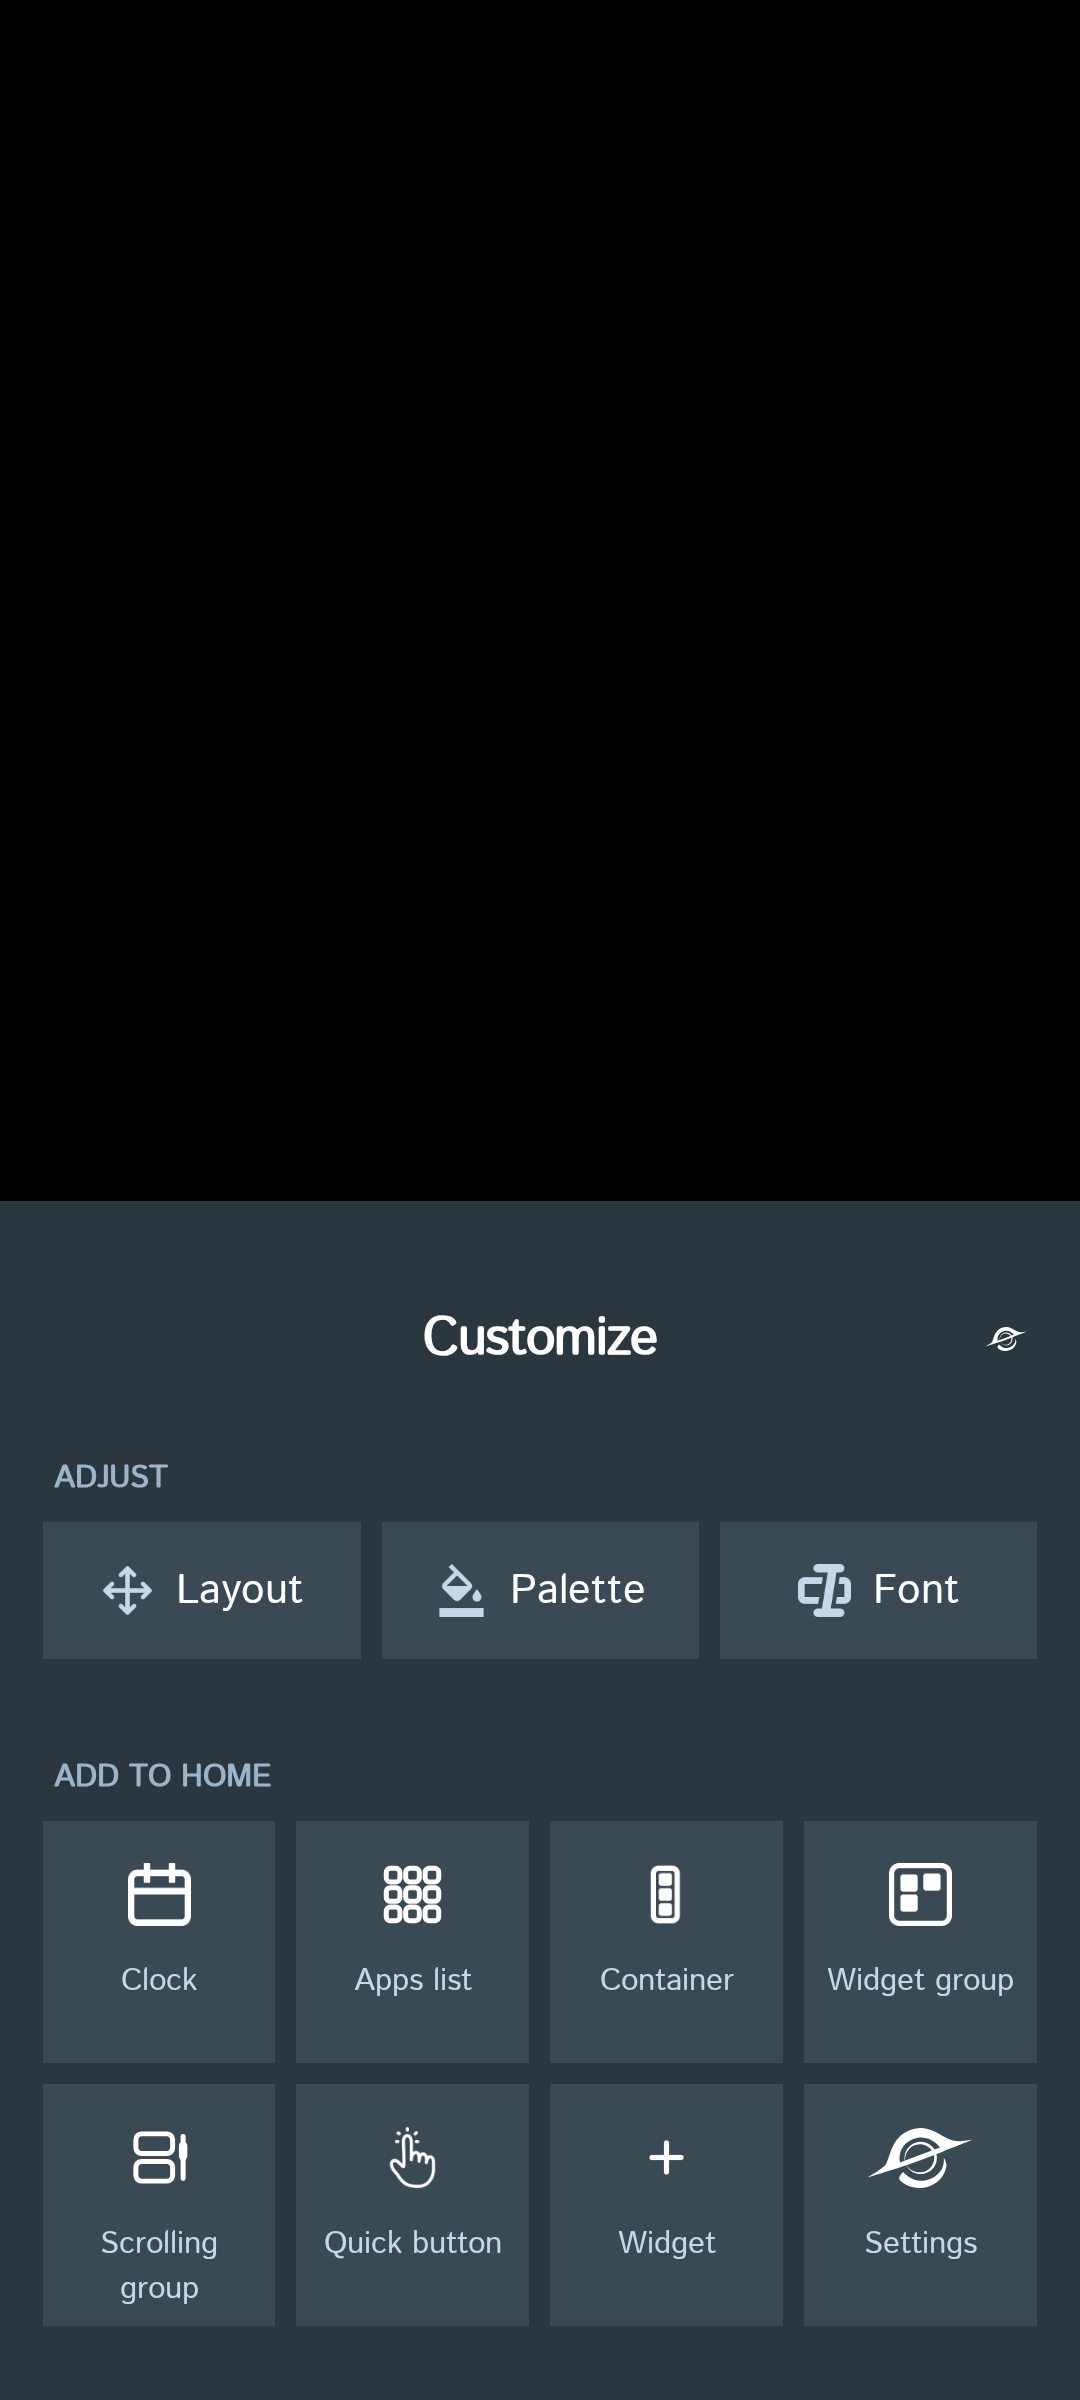 Customize
ADJUST
Layout
Palette
Font
ADD TO HOME
Clock
Apps list
Container
Widget group
Scrolling
group
Quick button
Widget
Settings